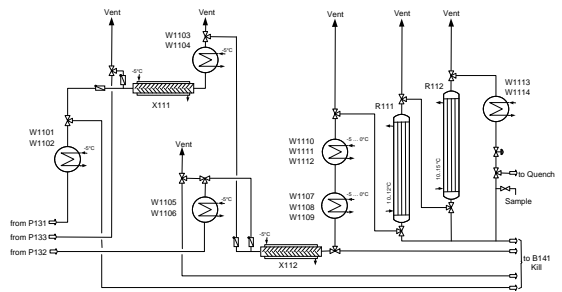 Vent
Vent
Vent
Vent
Vent
W1103
W1104
-5°C
-5°C
X111
R112
W1113
W1114
R111
W1101
W1102
-5°C
W1110
W1111
W1112
-5 ... 0°C
Vent
10..12°C
10..15°C
to Quench
W1105
W1106
-5°C
W1107
W1108
W1109
-5 ... 0°C
Sample
from P131
from P133
from P132
-5°C
X112
to B141
Kill